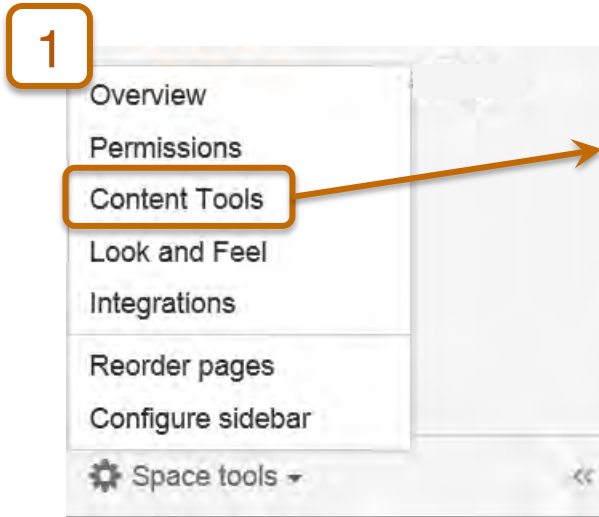 1
Overview
Permissions
Content Tools
Look and Feel
Integrations
Reorder pages
Configure sidebar
Space tools